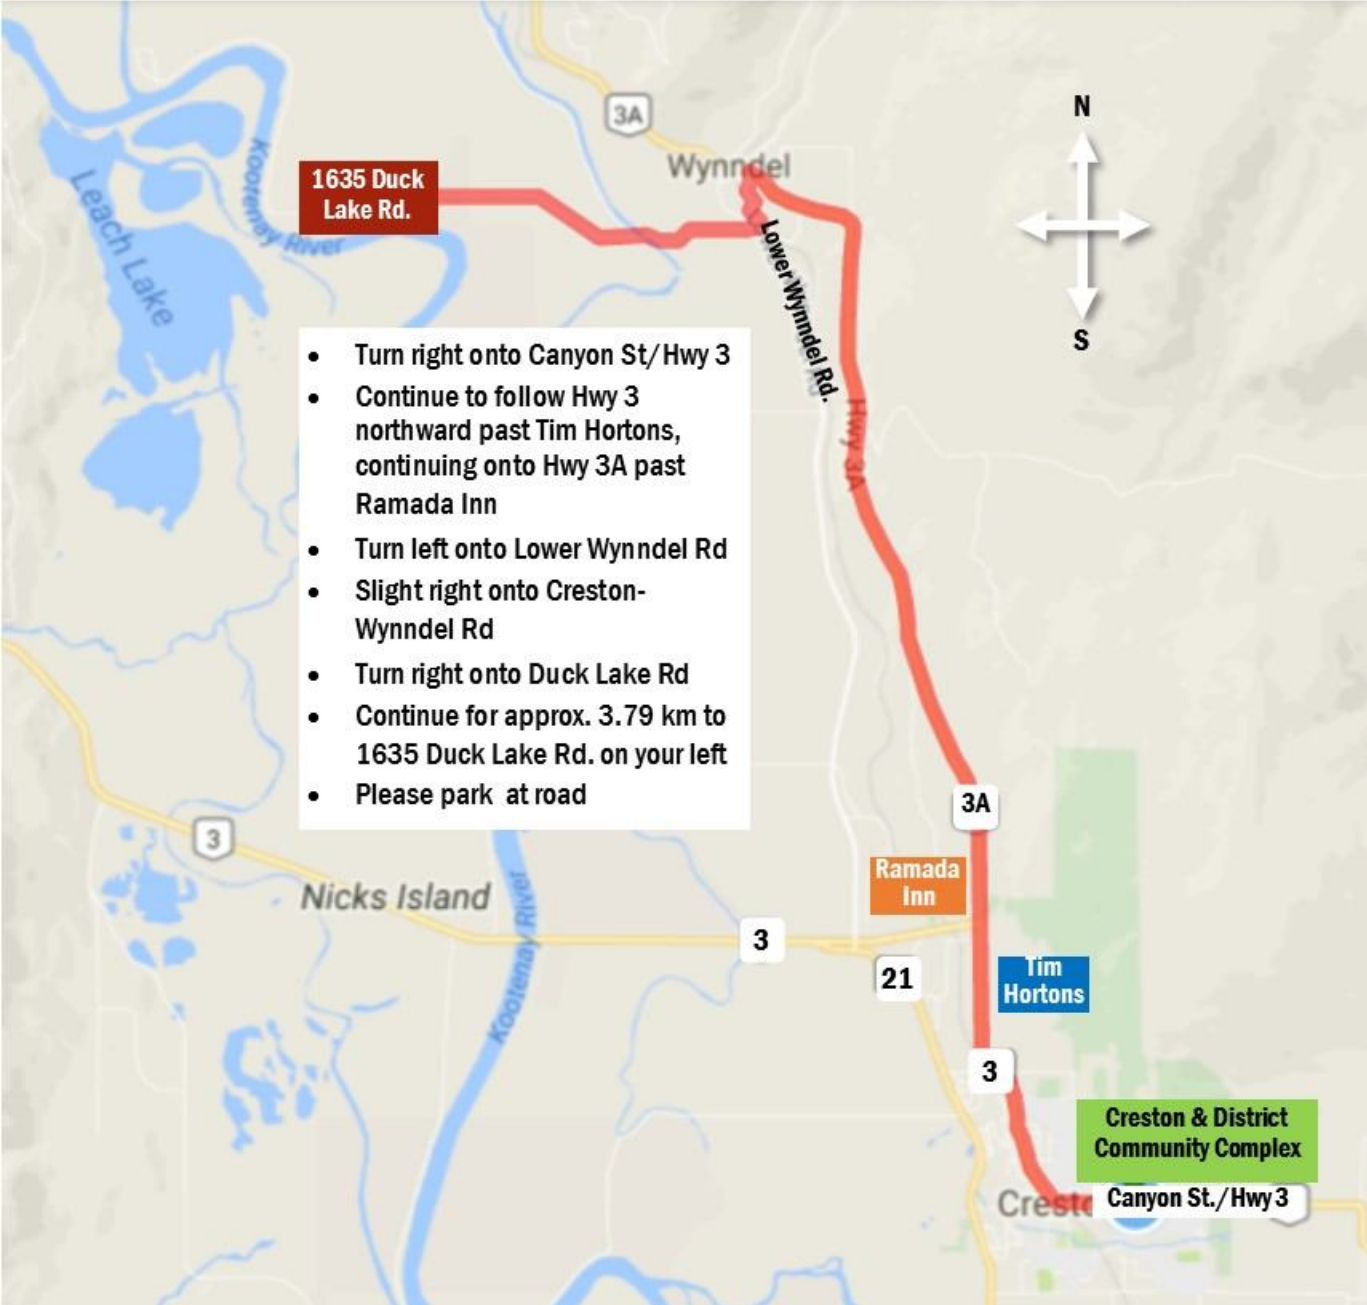 3A
Wynndel
N
1635 Duck
Lake Rd.
Kootenay River
Leach Lake
Lower Wynndel Rd.
S
• Turn right onto Canyon St/Hwy 3
• Continue to follow Hwy 3
northward past Tim Hortons,
continuing onto Hwy 3A past
Ramada Inn
• Turn left onto Lower Wynndel Rd
• Slight right onto Creston-
Wynndel Rd
• Turn right onto Duck Lake Rd
• Continue for approx. 3.79 km to
1635 Duck Lake Rd. on your left
• Please park at road
Hwy 3A
3A
3
Ramada
Inn
Nicks Island
Kootenay River
3
21
Tim
Hortons
3
Creston & District
Community Complex
Canyon St./Hwy 3